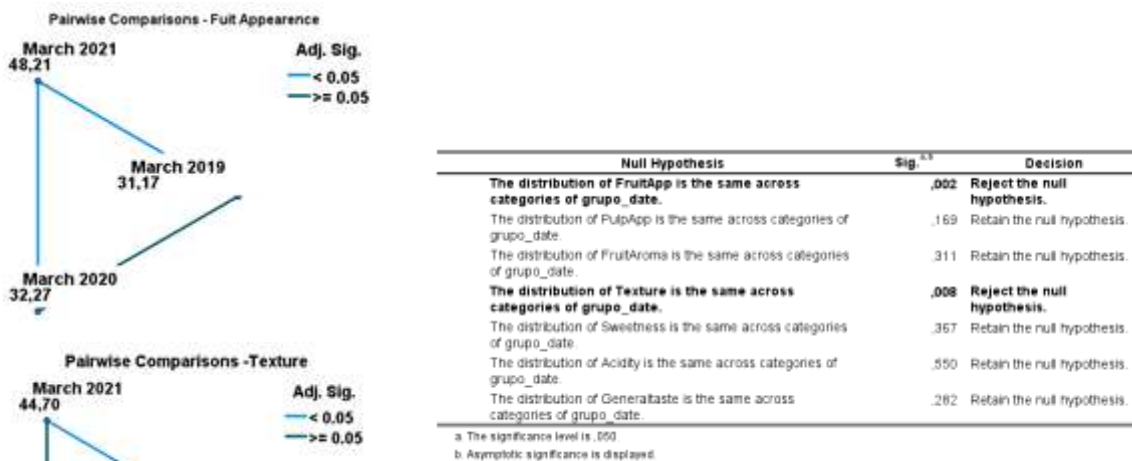 Pairwise Comparisons - Fuit Appearence
March 2021
48,21
Adj. Sig.
< 0.05
>= 0.05
March 2019
31,17
March 2020
32,27
Pairwise Comparisons -Texture
March 2021
44,70
Adj. Sig.
< 0.05
>= 0.05
Null Hypothesis Sig.a,b Decision
The distribution of FruitApp is the same across ,002 Reject the null
categories of grupo_date. hypothesis.
The distribution of PulpApp is the same across categories of ,169 Retain the null hypothesis.
grupo_date.
The distribution of FruitAroma is the same across categories ,311 Retain the null hypothesis.
of grupo_date.
The distribution of Texture is the same across ,008 Reject the null
categories of grupo_date. hypothesis.
The distribution of Sweetness is the same across categories ,367 Retain the null hypothesis.
of grupo_date.
The distribution of Acidity is the same across categories of ,550 Retain the null hypothesis.
grupo_date.
The distribution of Generaltaste is the same across ,282 Retain the null hypothesis.
categories of grupo_date.
a. The significance level is ,050.
b. Asymptotic significance is displayed.